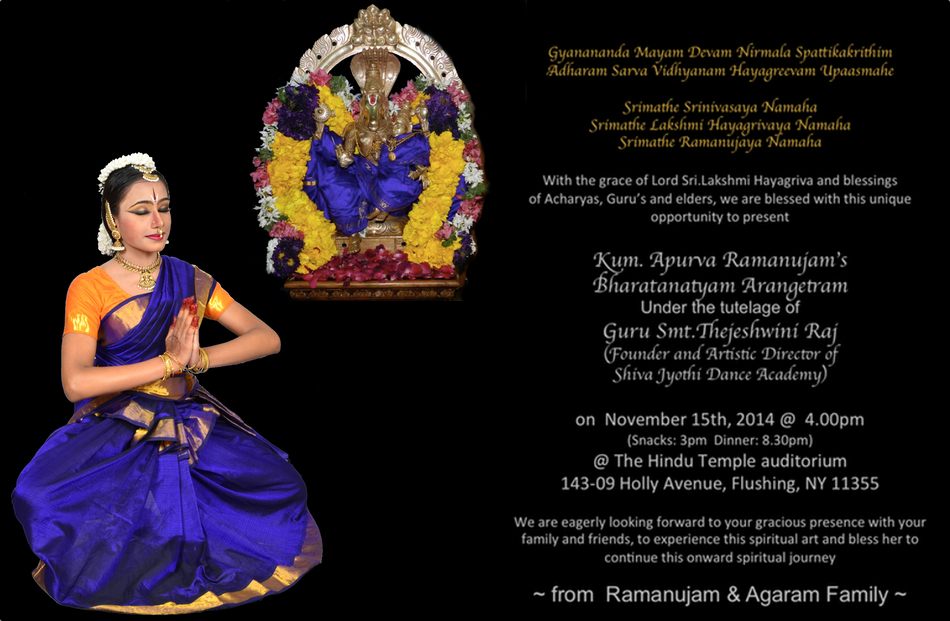 Gyanananda Mayam Devam Nirmala Spattikakrithim
Adharam Sarva Vidhyanam Hayagreevam Upaasmahe
Srimathe Srinivasaya Namaha
Srimathe Lakshmi Hayagrivaya Namaha
Srimathe Ramanujaya Namaha
With the grace of Lord Sri.Lakshmi Hayagriva and blessings
of Acharyas, Guru's and elders, we are blessed with this unique
opportunity to present
Kum. Apurva Ramanujam's
Bharatanatyam Arangetram
Under the tutelage of
Guru Smt.Thejeshwini Raj
(Founder and Artistic Director of
Shiva Jyothi Dance Academy)
on November 15th, 2014 @ 4.00pm
(Snacks: 3pm Dinner: 8.30pm)
@ The Hindu Temple auditorium
143-09 Holly Avenue, Flushing, NY 11355
We are eagerly looking forward to your gracious presence with your
family and friends, to experience this spiritual art and bless her to
continue this onward spiritual journey
~ from Ramanujam & Agaram Family ~